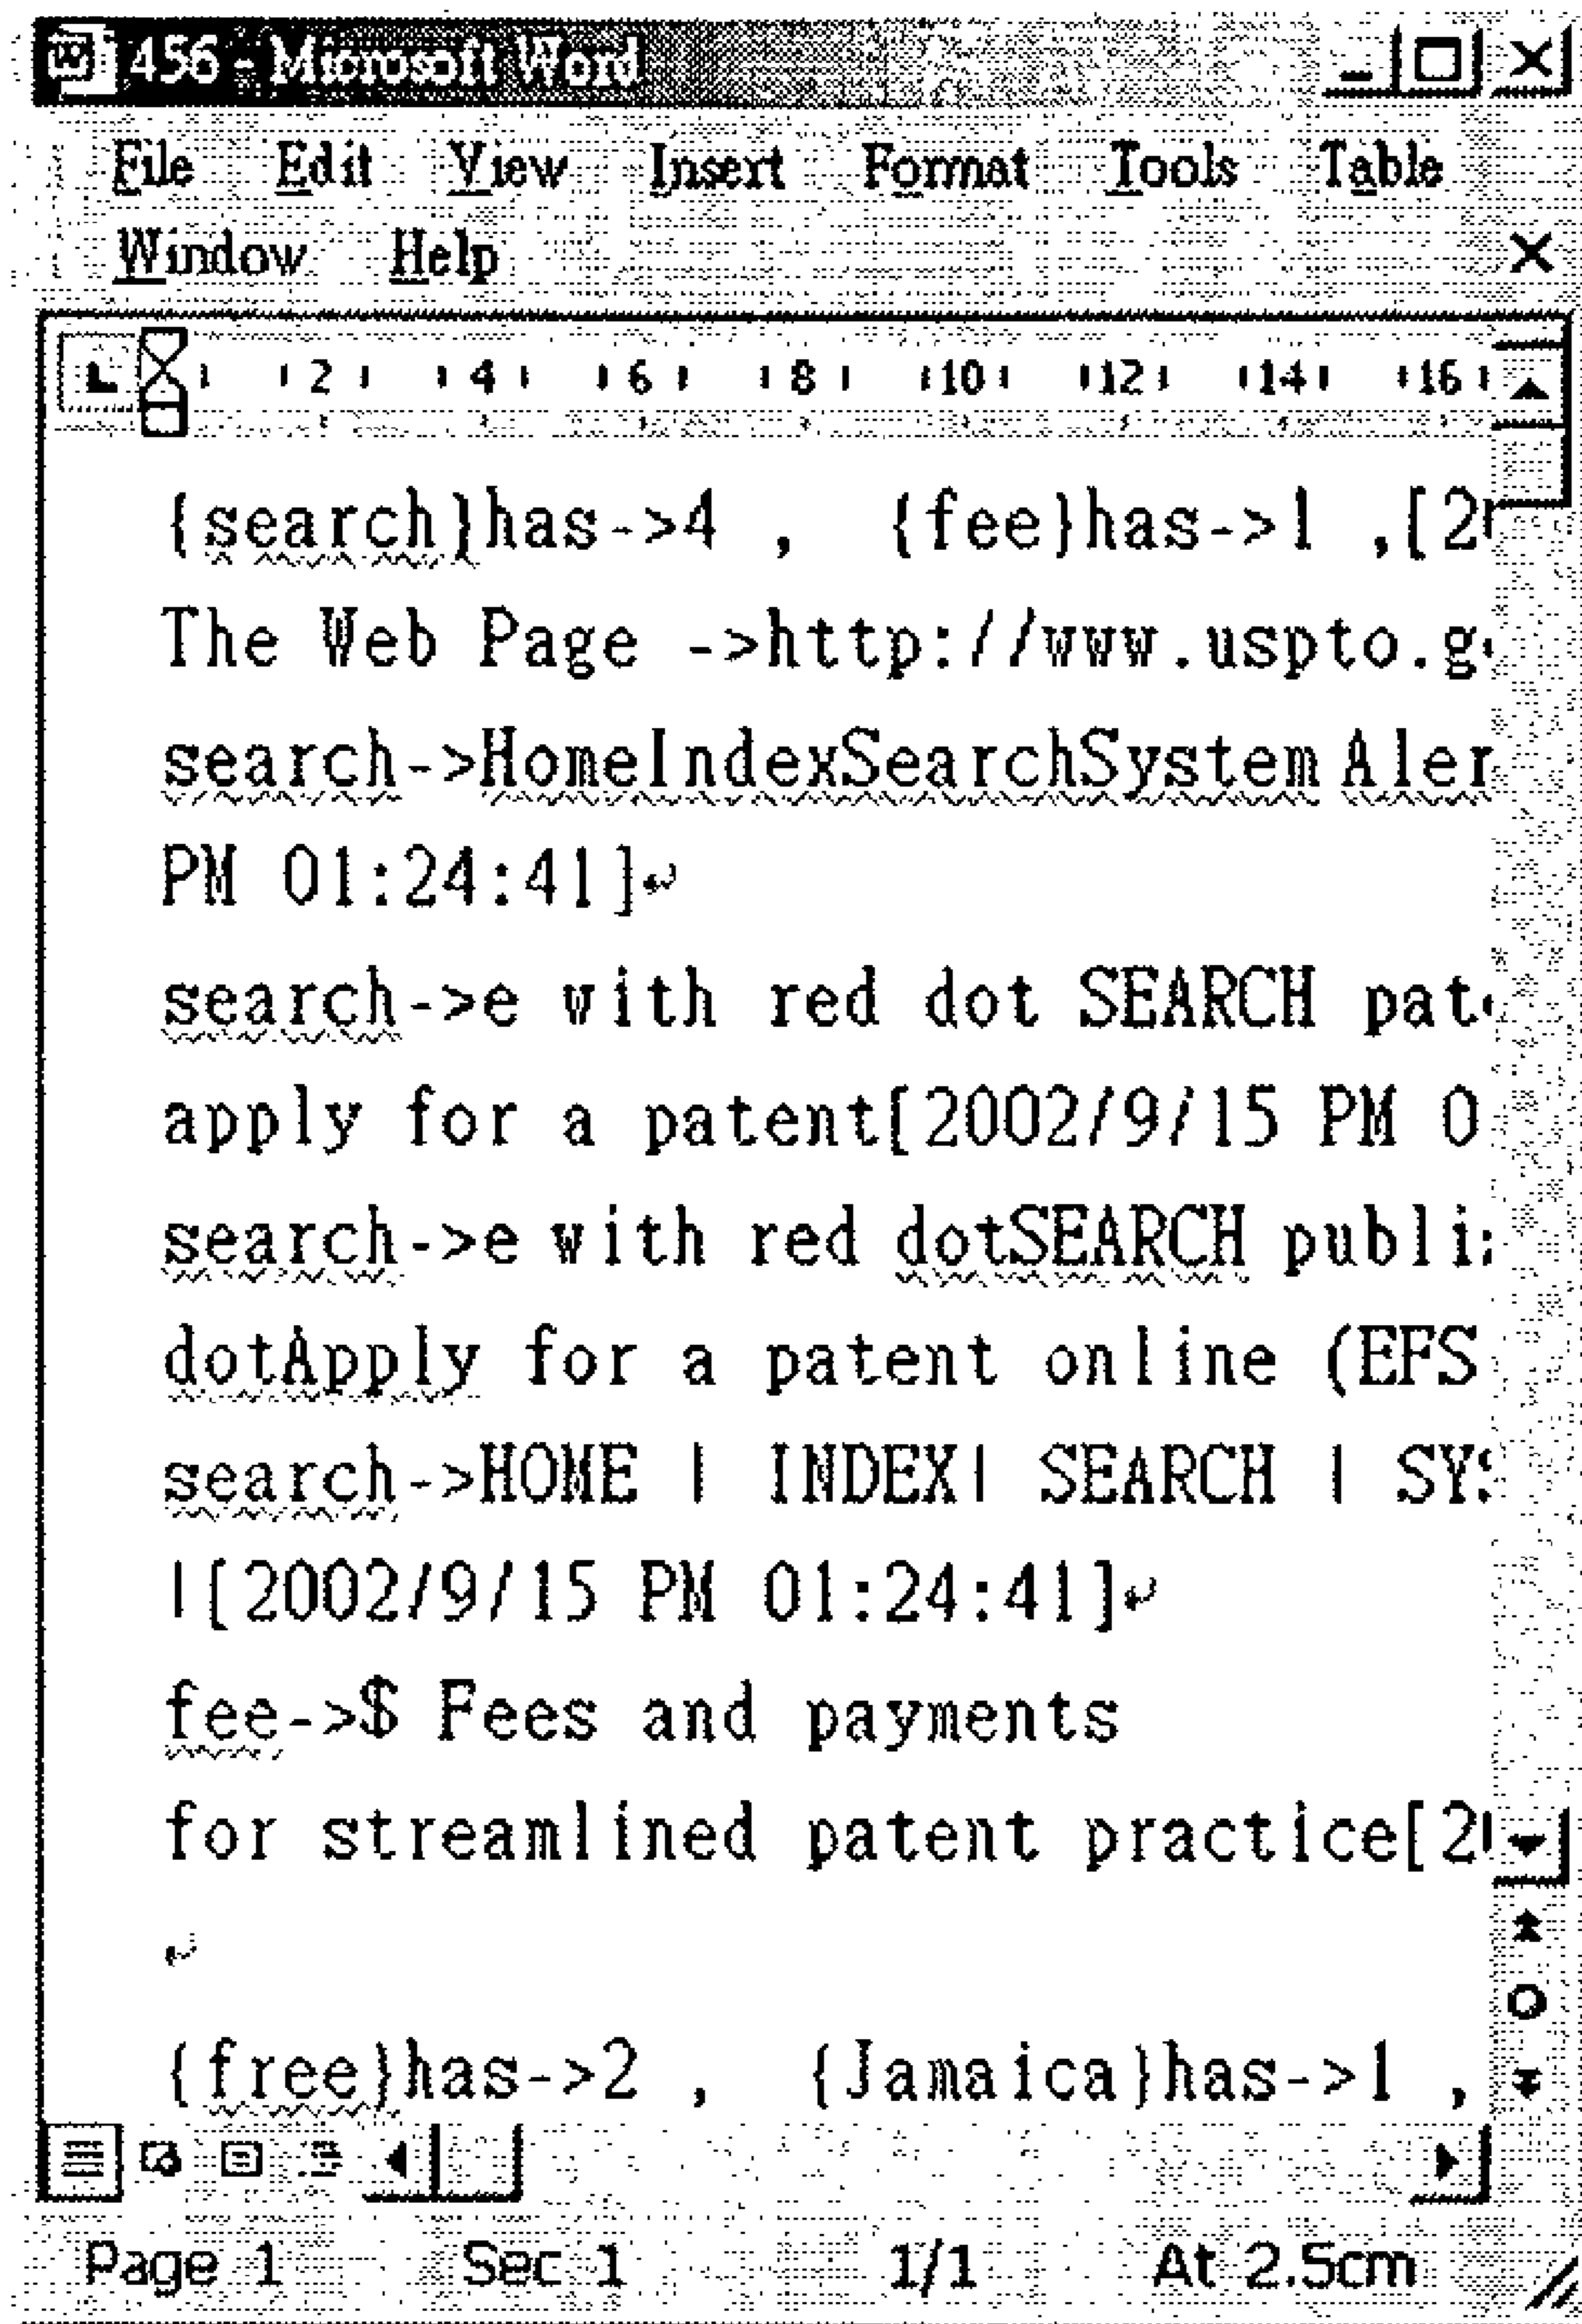 456 - Microsoft Word
File Edit View Insert Format Tools Table
Window Help
2 4 6 8 10 12 14 16
{search}has->4 , {fee}has->1 ,[2
The Web Page ->http://www.uspto.g
search->HomeIndexSearchSystem Aler
PM 01:24:41]
search->e with red dot SEARCH pat
apply for a patent[2002/9/15 PM 0
search->e with red dotSEARCH publi
dotApply for a patent online (EFS
search->HOME | INDEX| SEARCH | SYS
|[2002/9/15 PM 01:24:41]
fee->$ Fees and payments
for streamlined patent practice[2
{free}has->2 , {Jamaica}has->1 ,
Page 1 Sec 1 1/1 At 2.5cm